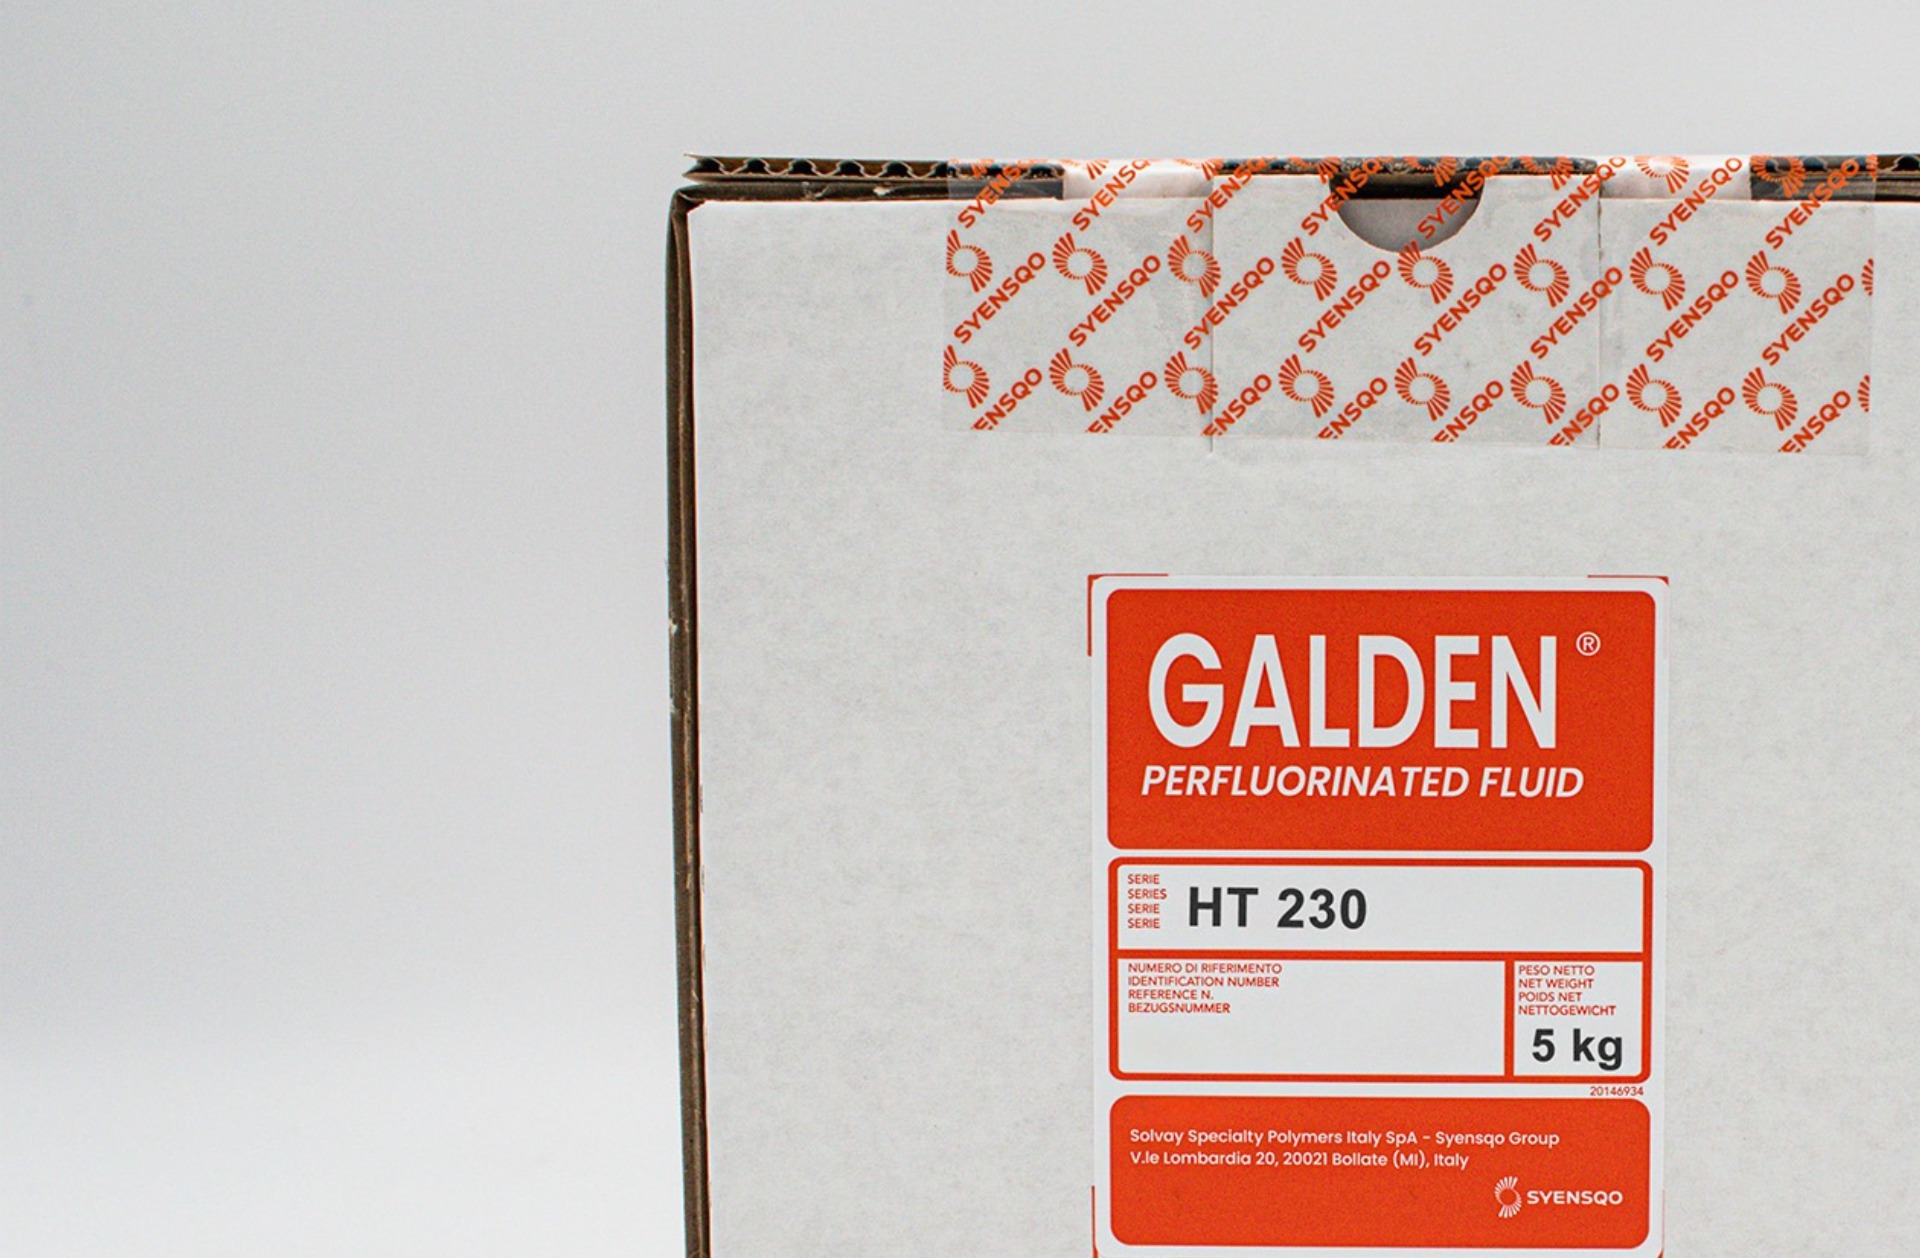 SYENSQO
GALDEN®
PERFLUORINATED FLUID
SERIE
SERIES
SERIE
SERIE
HT 230
NUMERO DI RIFERIMENTO
IDENTIFICATION NUMBER
REFERENCE N.
BEZUGSNUMMER
PESO NETTO
NET WEIGHT
POIDS NET
NETTOGEWICHT
5 kg
20146934
Solvay Specialty Polymers Italy SpA - Syensqo Group
V.le Lombardia 20, 20021 Bollate (MI), Italy
SYENSQO